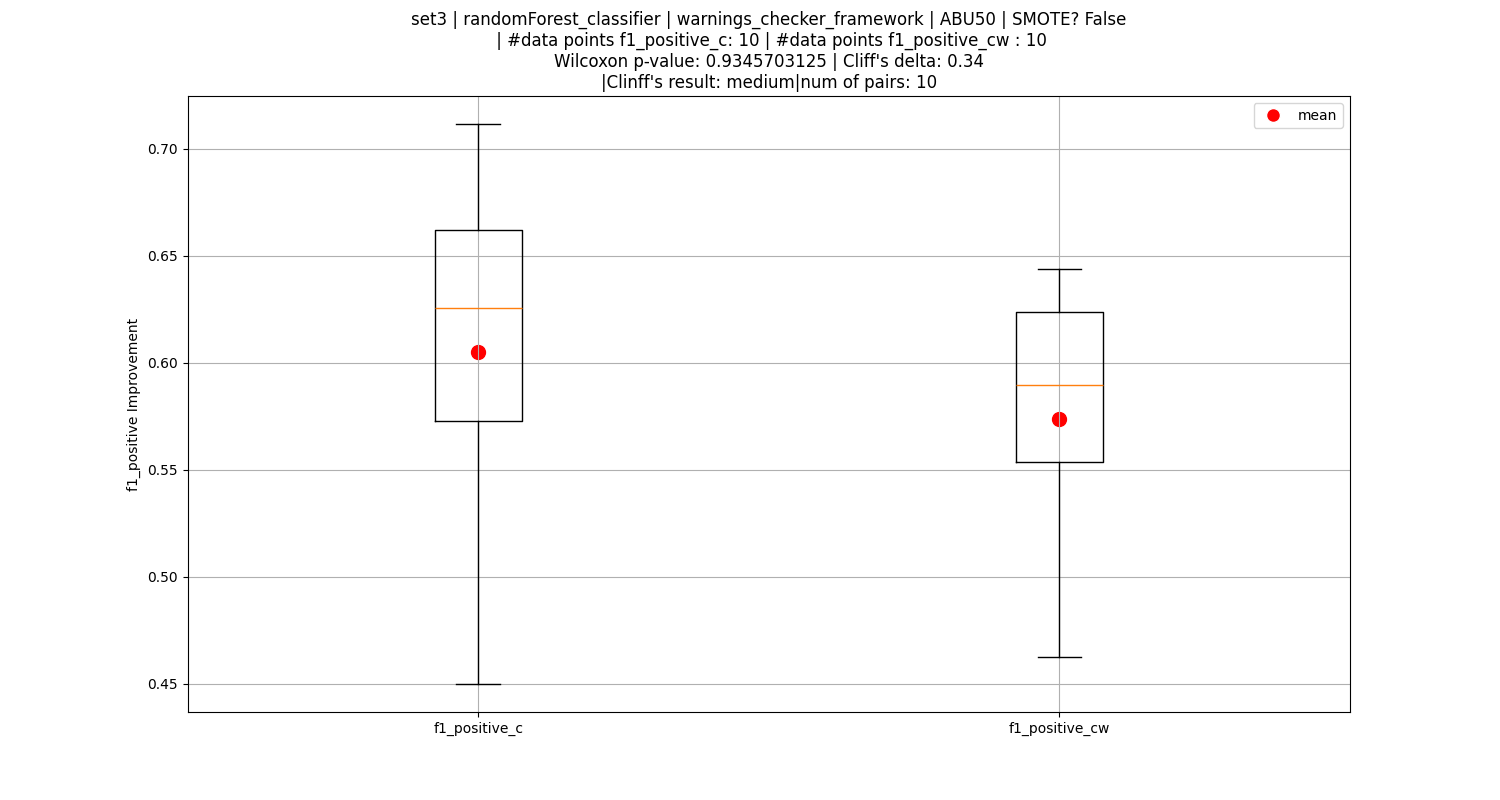 set3 | randomForest_classifier | warnings_checker_framework | ABU50 | SMOTE? False
| #data points f1_positive_c: 10 | #data points f1_positive_cw : 10
Wilcoxon p-value: 0.9345703125 | Cliff's delta: 0.34
|Clinff's result: medium|num of pairs: 10
mean
0.70
0.65
0.60
0.55
0.50
0.45
f1_positive Improvement
f1_positive_c
f1_positive_cw